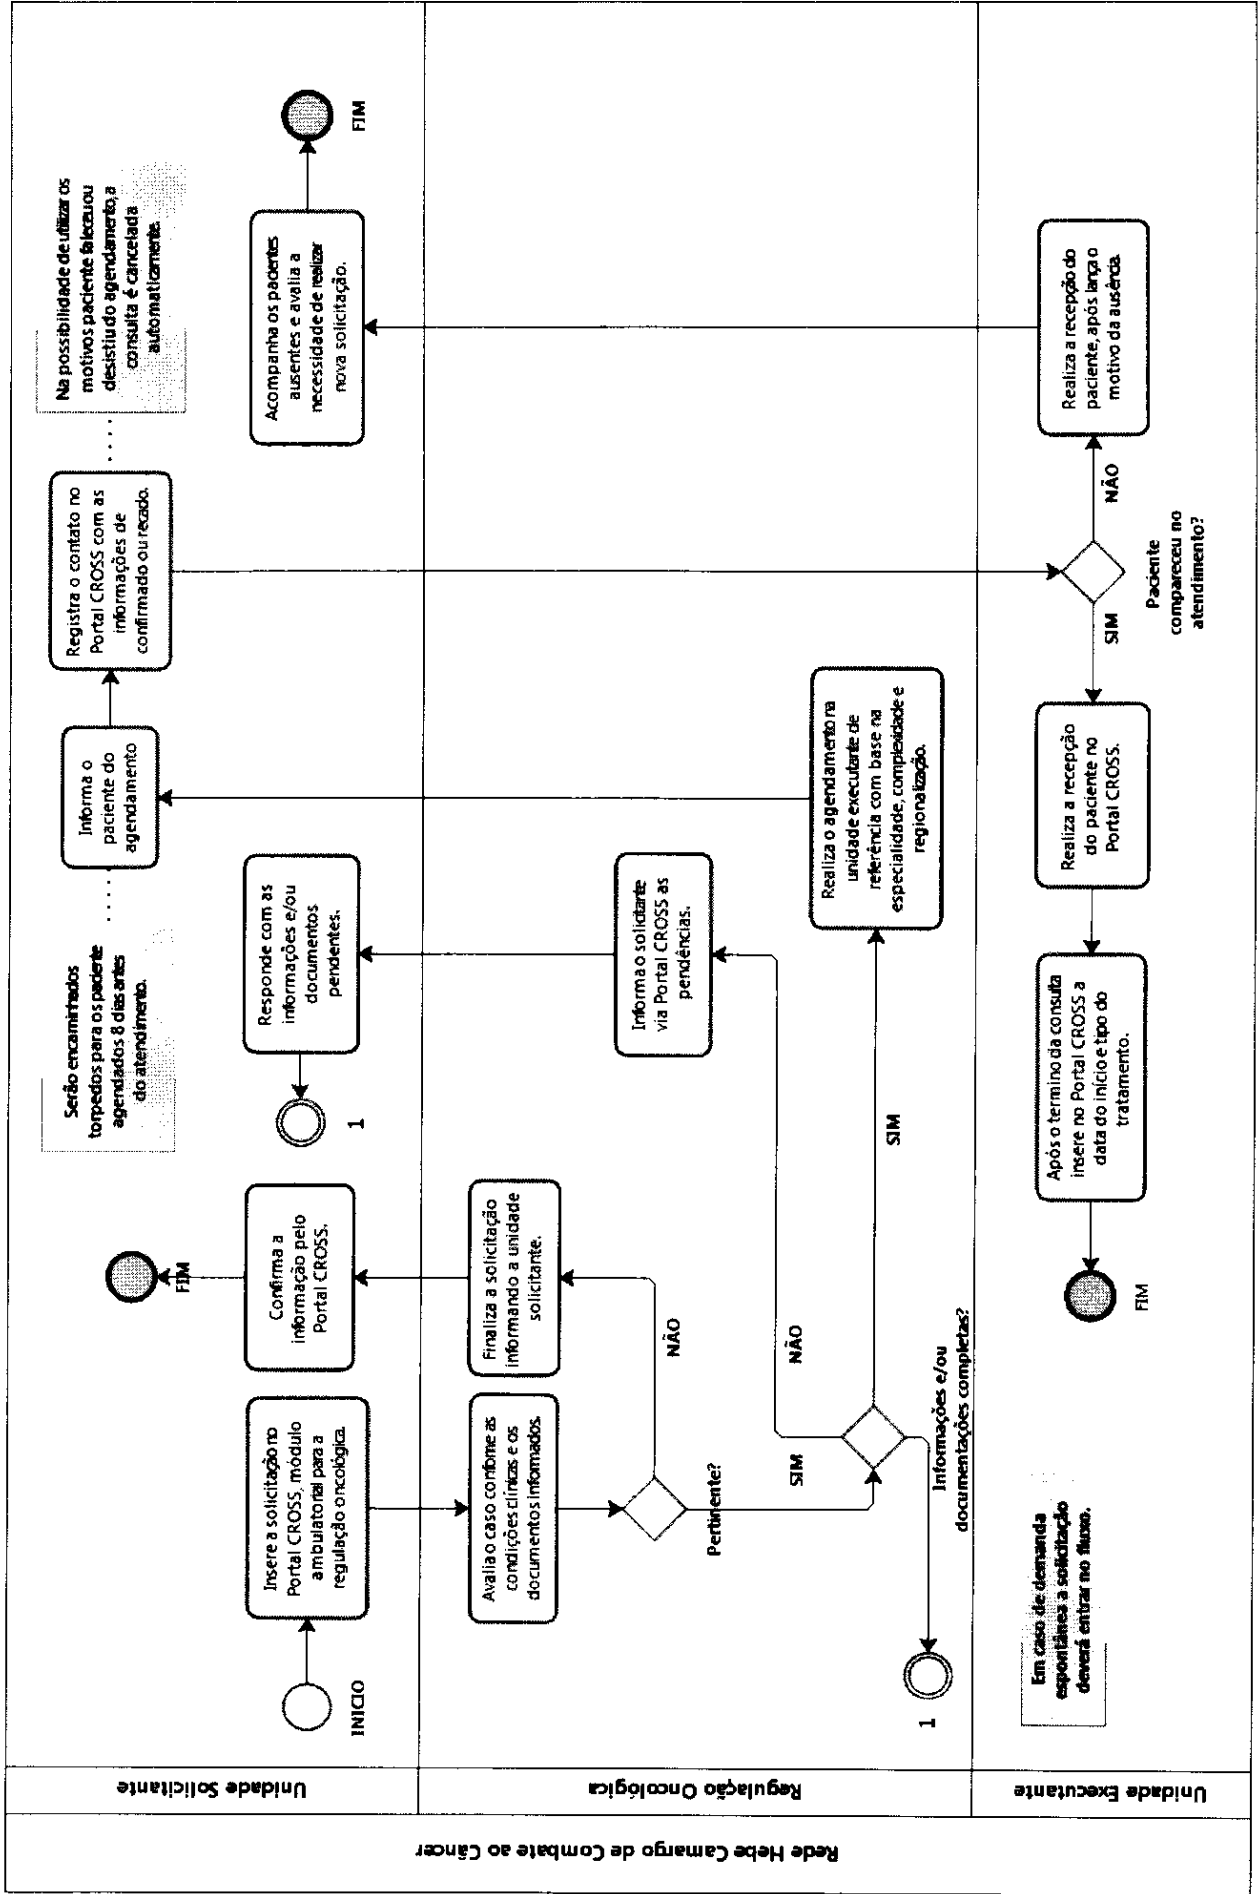 Rede Hebe Camargo de Combate ao Câncer
Unidade Solicitante
INICIO
Insere a solicitação no
Portal CROSS, módulo
ambulatorial para a
regulação oncológica.
Confirma a
informação pelo
Portal CROSS.
FIM
Serão encaminhados
torpedos para os paciente
agendados 8 dias antes
do atendimento.
1
Responde com as
informações e/ou
documentos
pendentes.
Informa o
paciente do
agendamento
Registra o contato no
Portal CROSS com as
informações de
confirmado ou recado.
Na possibilidade de utilizar os
motivos paciente faleceu ou
desistiu do agendamento, a
consulta é cancelada
automaticamente.
Acompanha os pacientes
ausentes e avalia a
necessidade de realizar
nova solicitação.
FIM
Regulação Oncológica
Avalia o caso confome as
condições clínicas e os
documentos informados.
Finaliza a solicitação
informando a unidade
solicitante.
NÃO
Pertinente?
SIM
NÃO
Informa o solicitante
via Portal CROSS as
pendências.
SIM
Realiza o agendamento na
unidade executante de
referência com base na
especialidade, complexidade e
regionalização.
1
Informações e/ou
documentações completas?
Unidade Executante
Em caso de demanda
espontânea a solicitação
deverá entrar no fluxo.
FIM
Após o termino da consulta
insere no Portal CROSS a
data do início e tipo do
tratamento.
Realiza a recepção
do paciente no
Portal CROSS.
SIM
Paciente
compareceu no
atendimento?
NÃO
Realiza a recepção do
paciente, após lança o
motivo da ausência.